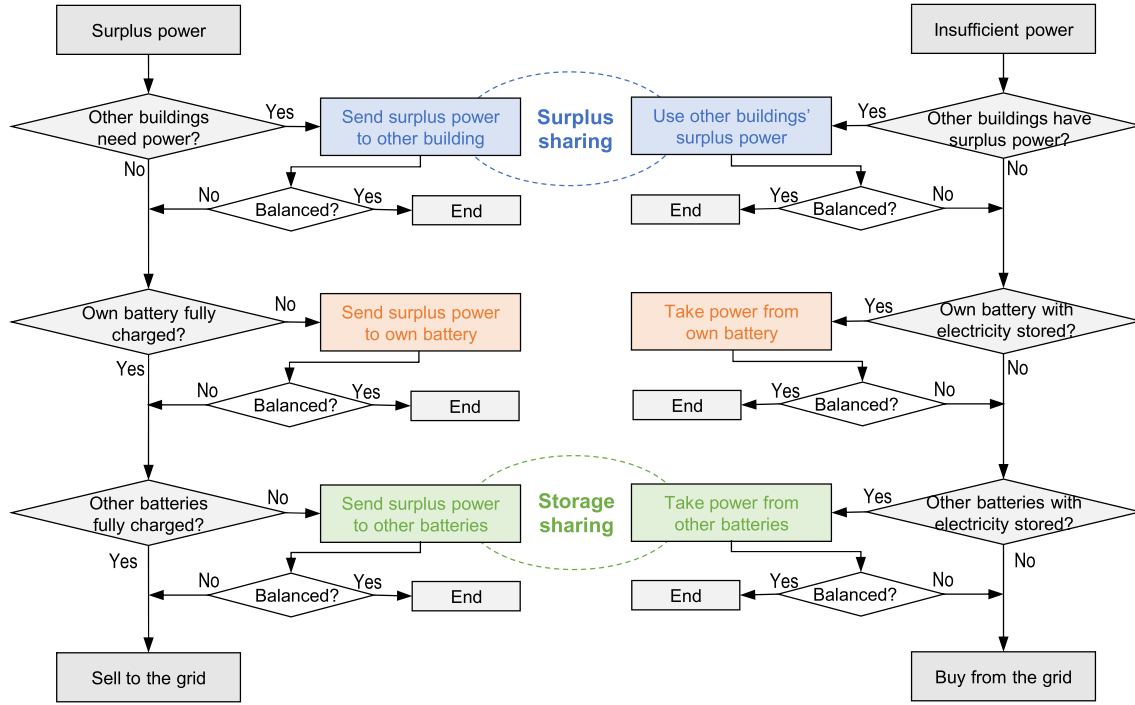 Surplus power
Insufficient power
Other buildings
need power?
Yes
Send surplus power
to other building
Surplus
sharing
Use other buildings'
surplus power
Yes
Other buildings have
surplus power?
No
No
No
Balanced?
Yes
End
End
Yes
Balanced?
No
Own battery fully
charged?
No
Send surplus power
to own battery
Take power from
own battery
Yes
Own battery with
electricity stored?
Yes
No
No
Balanced?
Yes
End
End
Yes
Balanced?
No
Other batteries
fully charged?
No
Send surplus power
to other batteries
Storage
sharing
Take power from
other batteries
Yes
Other batteries with
electricity stored?
Yes
No
No
Balanced?
Yes
End
End
Yes
Balanced?
No
Sell to the grid
Buy from the grid